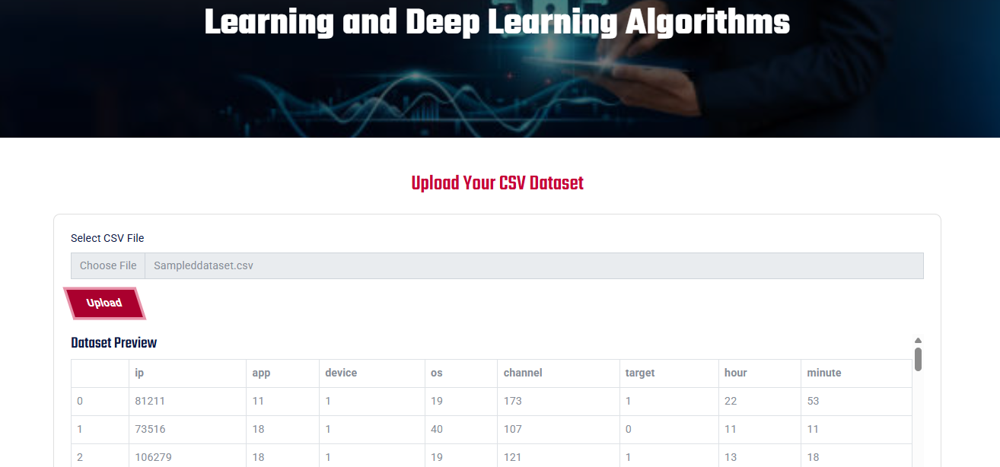 Learning and Deep Learning Algorithms
Upload Your CSV Dataset
Select CSV File
Choose File Sampleddataset.csv
Upload
Dataset Preview
ip app device os channel target hour minute
0 81211 11 1 19 173 1 22 53
1 73516 18 1 40 107 0 11 11
2 106279 18 1 19 121 1 13 18